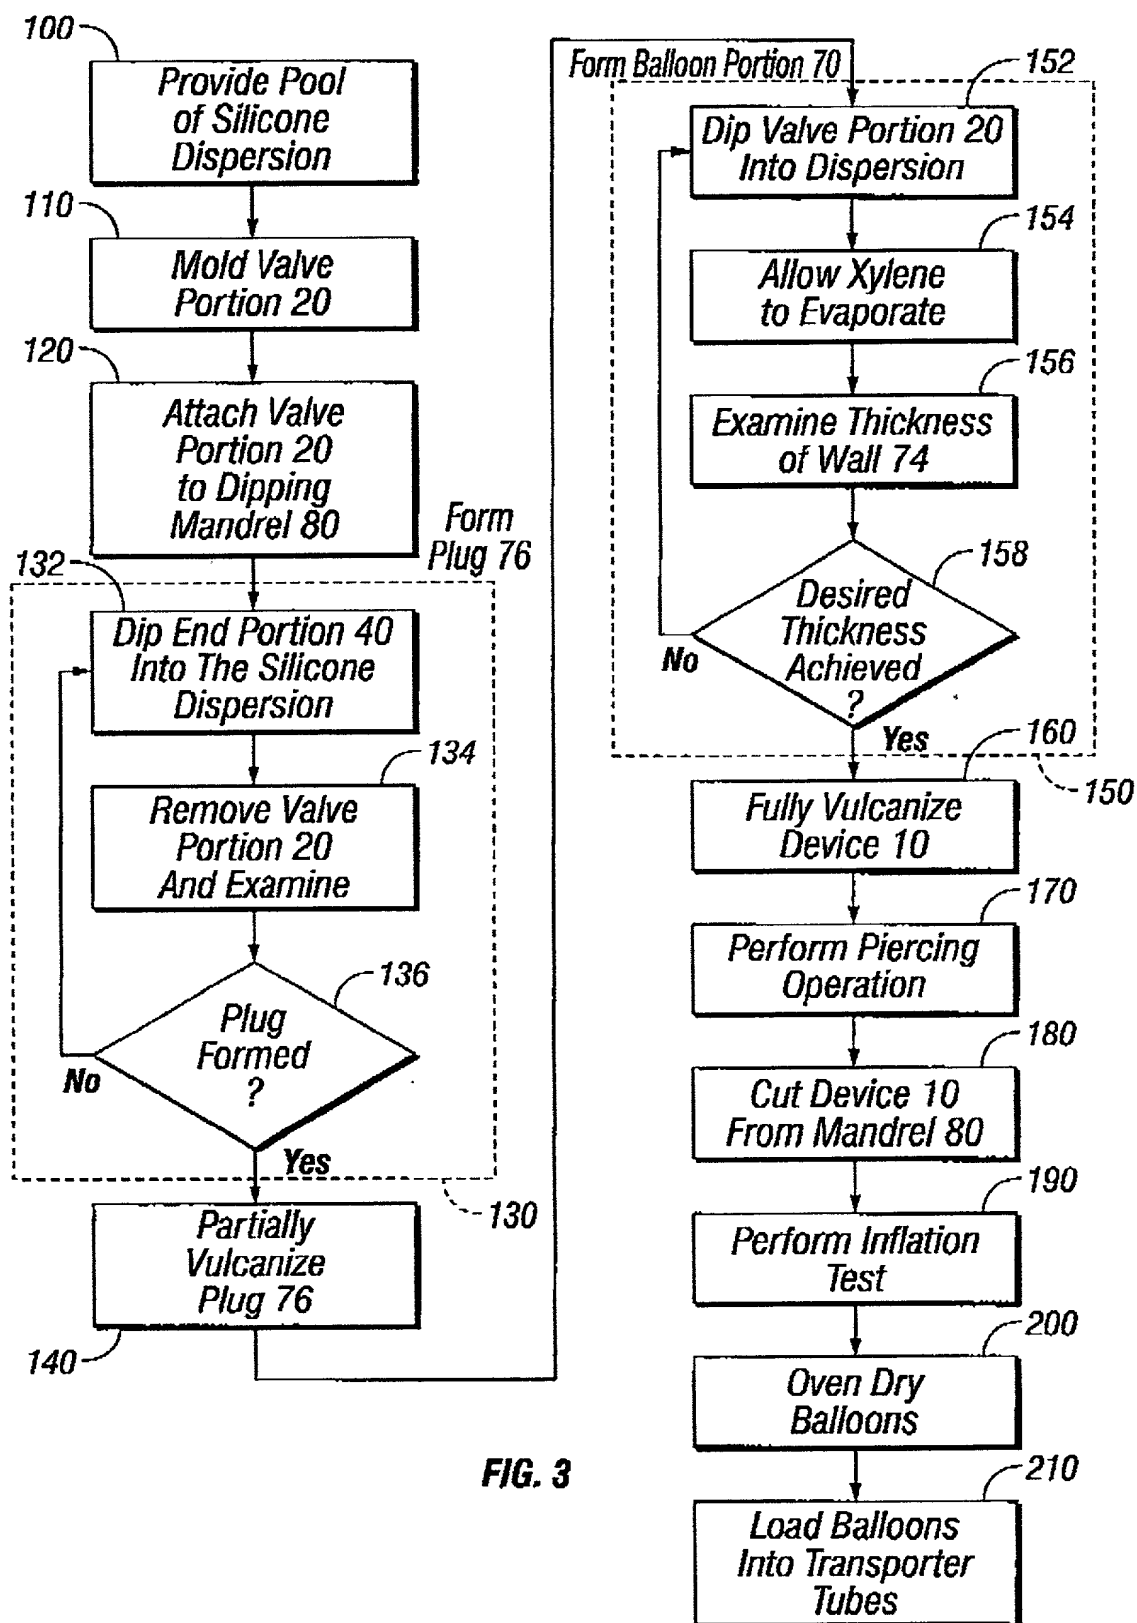 100
Provide Pool
of Silicone
Dispersion
110
Mold Valve
Portion 20
120
Attach Valve
Portion 20
to Dipping
Mandrel 80
Form
Plug 76
132
Dip End Portion 40
Into The Silicone
Dispersion
134
Remove Valve
Portion 20
And Examine
136
Plug
Formed
?
No
Yes
130
Partially
Vulcanize
Plug 76
140
Form Balloon Portion 70
152
Dip Valve Portion 20
Into Dispersion
154
Allow Xylene
to Evaporate
156
Examine Thickness
of Wall 74
158
Desired
Thickness
Achieved
?
No
Yes
150
160
Fully Vulcanize
Device 10
170
Perform Piercing
Operation
180
Cut Device 10
From Mandrel 80
190
Perform Inflation
Test
200
Oven Dry
Balloons
210
Load Balloons
Into Transporter
Tubes
FIG. 3